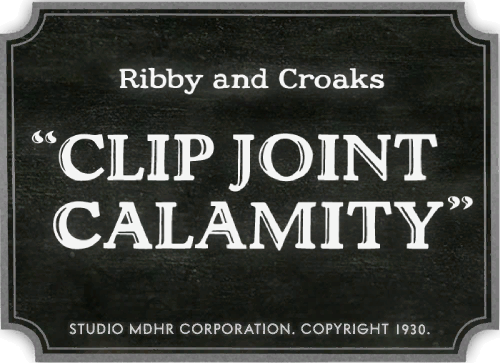 Ribby and Croaks
“CLIP JOINT
CALAMITY”
STUDIO MDHR CORPORATION. COPYRIGHT 1930.